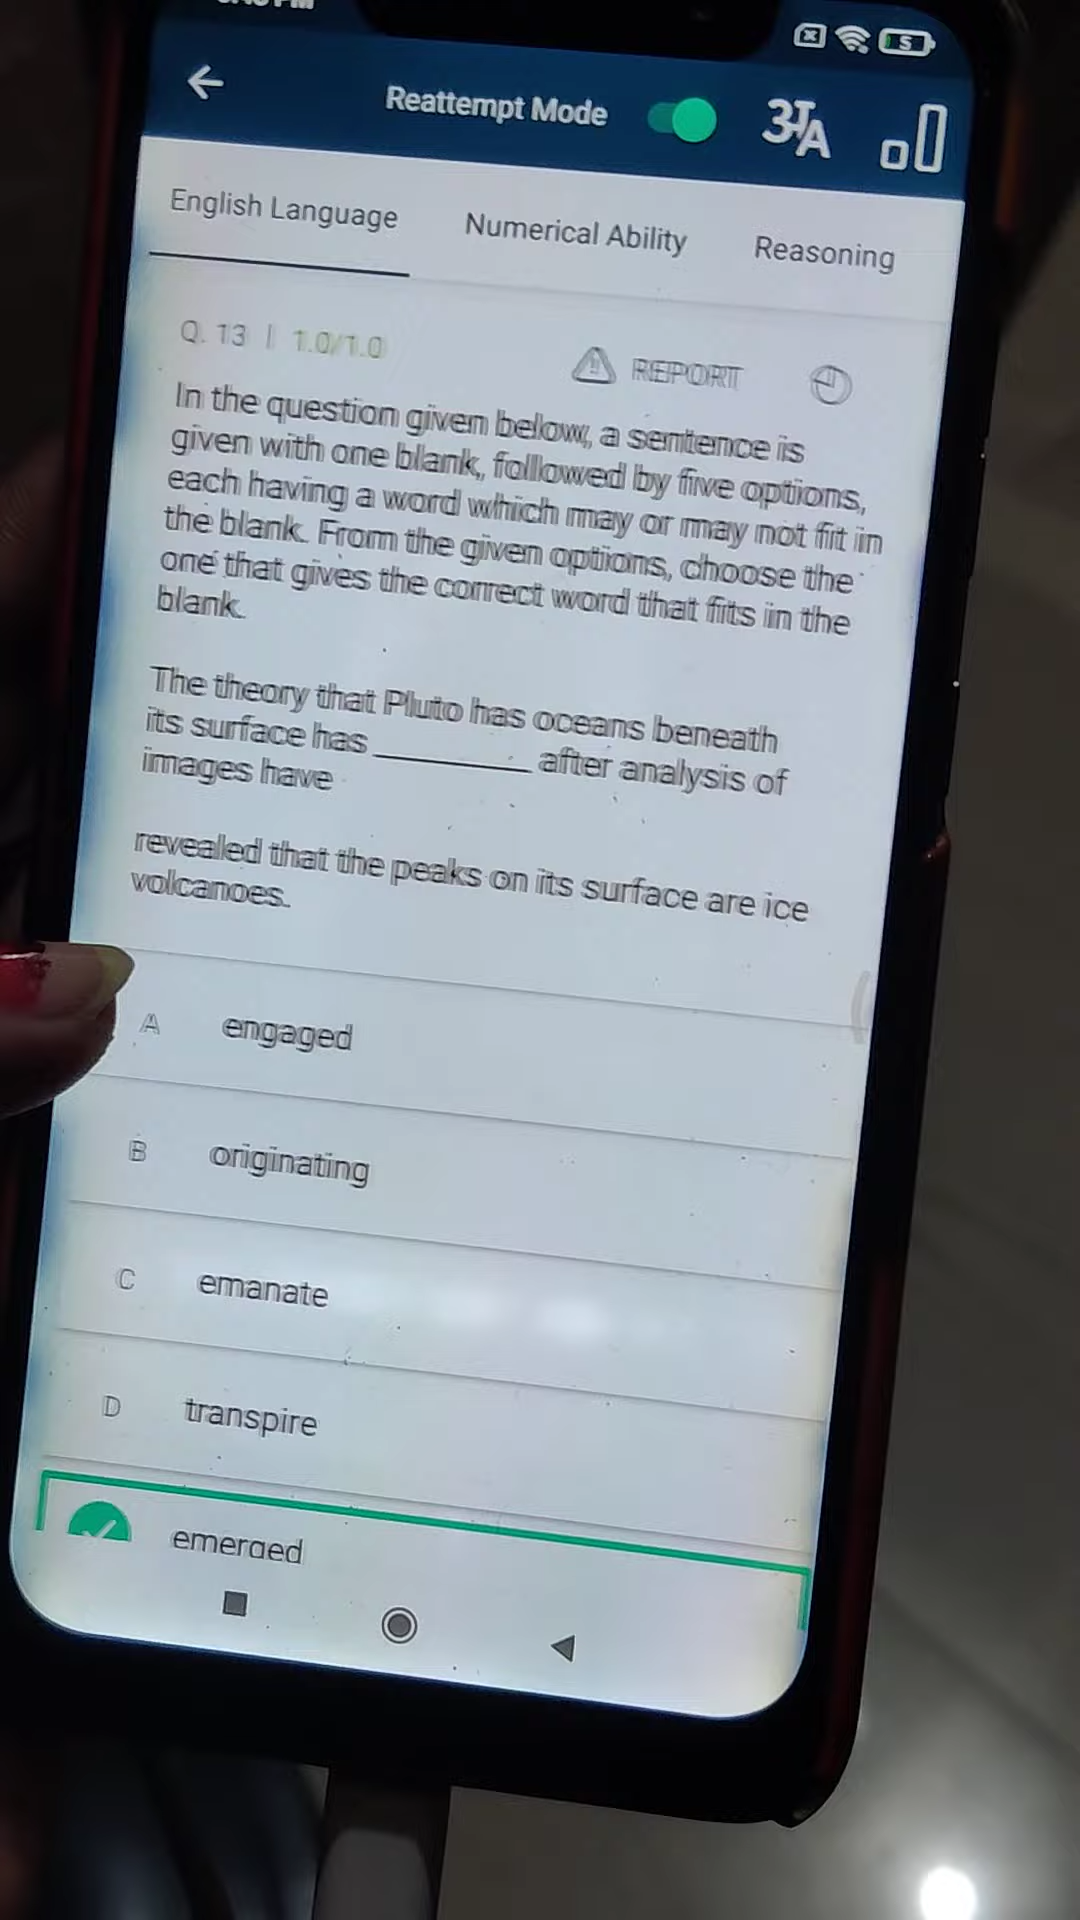 Reattempt Mode
English Language Numerical Ability Reasoning
Q. 13 | 1.0/1.0 REPORT
In the question given below, a sentence is
given with one blank, followed by five options,
each having a word which may or may not fit in
the blank. From the given options, choose the
one that gives the correct word that fits in the
blank.
The theory that Pluto has oceans beneath
its surface has ________ after analysis of
images have
revealed that the peaks on its surface are ice
volcanoes.
A engaged
B originating
C emanate
D transpire
emerged